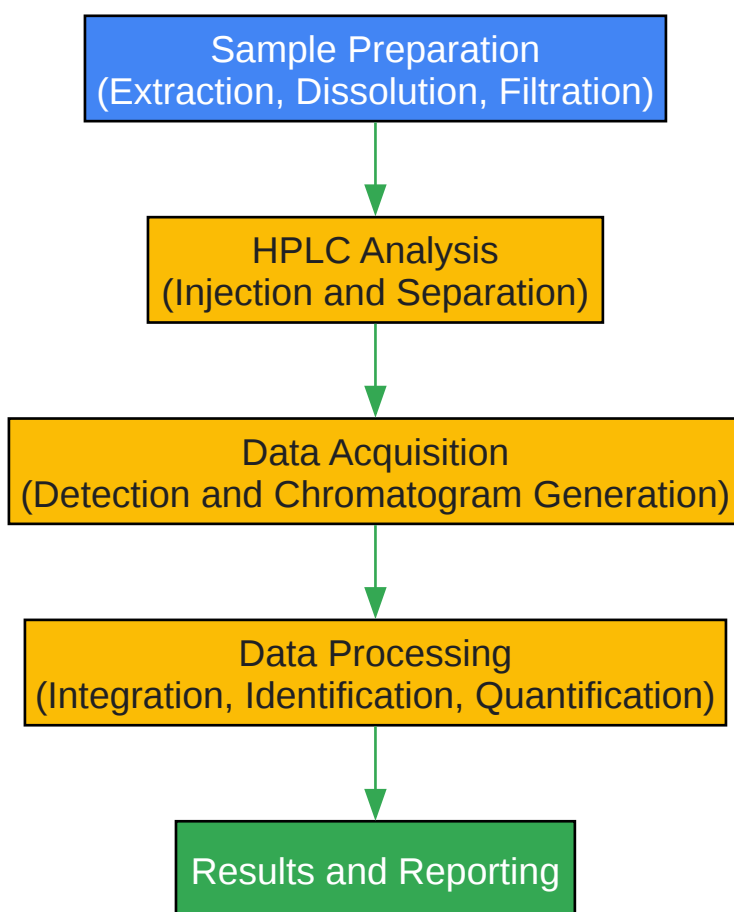 Sample Preparation
(Extraction, Dissolution, Filtration)
HPLC Analysis
(Injection and Separation)
Data Acquisition
(Detection and Chromatogram Generation)
Data Processing
(Integration, Identification, Quantification)
Results and Reporting